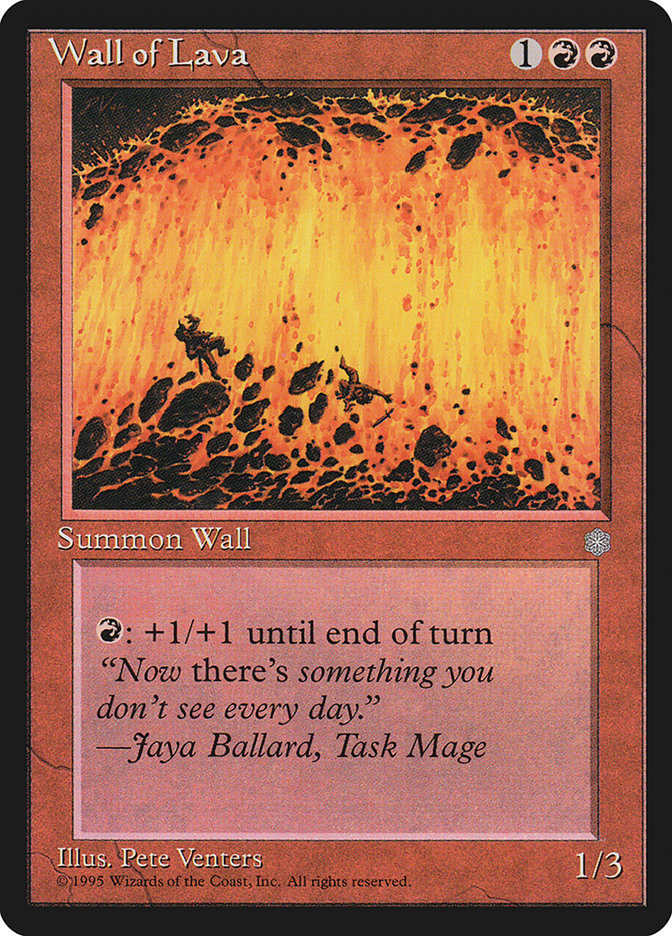 Wall of Lava
1
Summon Wall
: +1/+1 until end of turn
“Now there's something you
don't see every day.”
—Jaya Ballard, Task Mage
Illus. Pete Venters
©1995 Wizards of the Coast, Inc. All rights reserved.
1/3